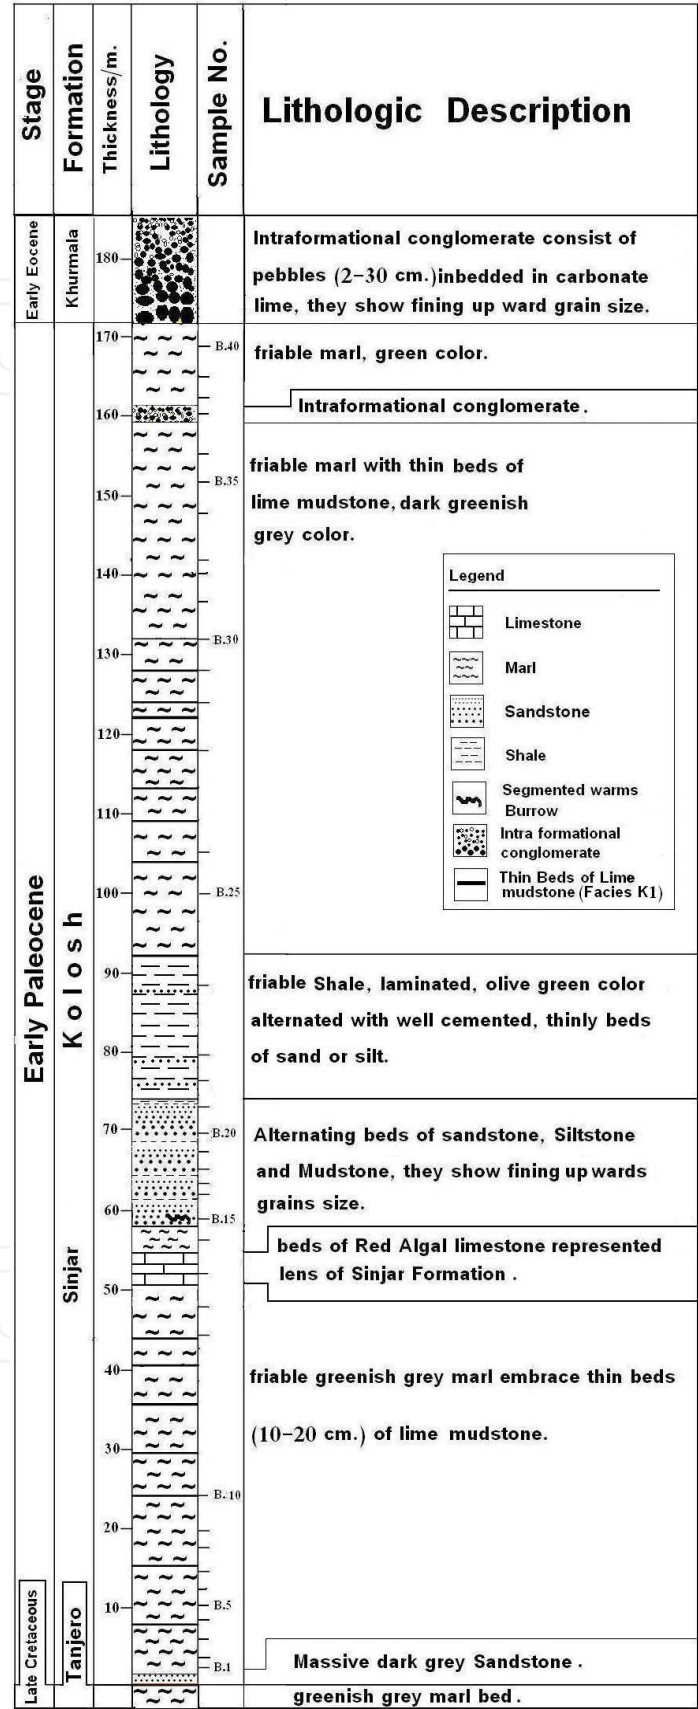 Stage
Formation
Thickness/m.
Lithology
Sample No.
Lithologic Description
Early Eocene
Khurmala
180
Intraformational conglomerate consist of
pebbles (2-30 cm.)inbedded in carbonate
lime, they show fining up ward grain size.
170
B.40
friable marl, green color.
160
Intraformational conglomerate.
friable marl with thin beds of
B.35
150
lime mudstone, dark greenish
grey color.
140
Legend
Limestone
Marl
Sandstone
Shale
Segmented warms
Burrow
Intra formational
conglomerate
Thin Beds of Lime
mudstone (Facies K1)
B.30
130
120
110
100
B.25
Early Paleocene
Kolosh
90
friable Shale, laminated, olive green color
alternated with well cemented, thinly beds
of sand or silt.
80
70
B.20
Alternating beds of sandstone, Siltstone
and Mudstone, they show fining up wards
grains size.
60
B.15
beds of Red Algal limestone represented
lens of Sinjar Formation .
Sinjar
50
40
friable greenish grey marl embrace thin beds
(10-20 cm.) of lime mudstone.
30
B.10
20
10
B.5
Late Cretaceous
Tanjero
B.1
Massive dark grey Sandstone .
greenish grey marl bed .